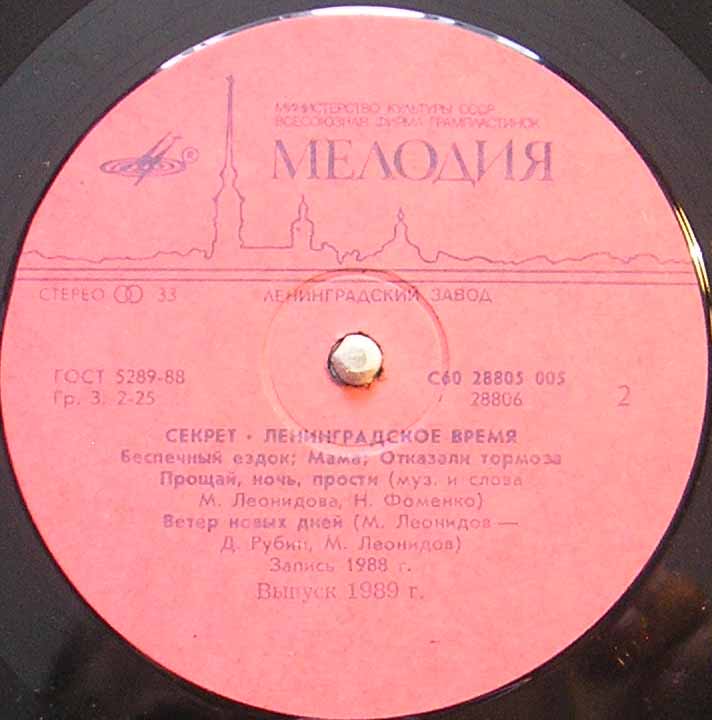 МИНИСТЕРСТВО КУЛЬТУРЫ СССР
ВСЕСОЮЗНАЯ ФИРМА ГРАМПЛАСТИНОК
МЕЛОДИЯ
®
СТЕРЕО 33 ЛЕНИНГРАДСКИЙ ЗАВОД
ГОСТ 5289-88 С60 28805 005
Гр. 3. 2-25 / 28806 2
СЕКРЕТ • ЛЕНИНГРАДСКОЕ ВРЕМЯ
Беспечный ездок; Мама; Отказали тормоза
Прощай, ночь, прости (муз. и слова
М. Леонидова, Н. Фоменко)
Ветер новых дней (М. Леонидов —
Д. Рубин, М. Леонидов)
Запись 1988 г.
Выпуск 1989 г.